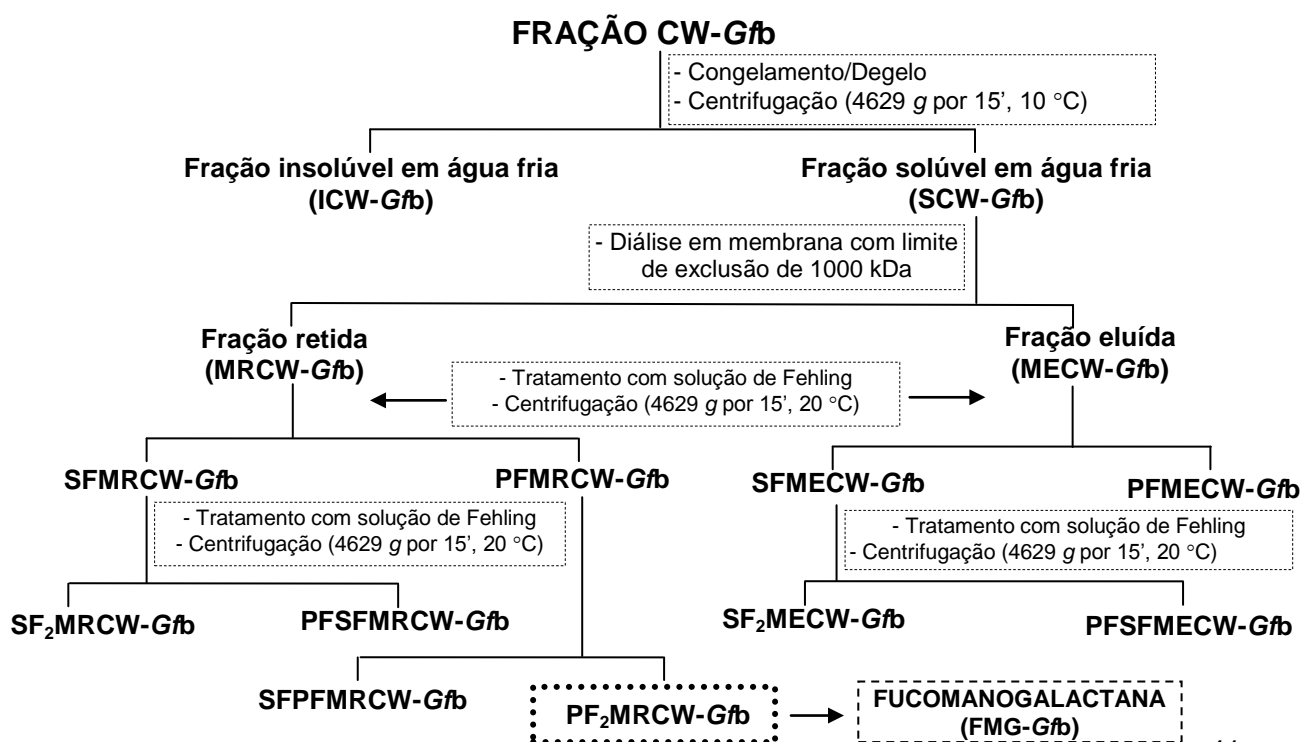 FRAÇÃO CW-Gfb
- Congelamento/Degelo
- Centrifugação (4629 g por 15’, 10 °C)
Fração insolúvel em água fria
(ICW-Gfb)
Fração solúvel em água fria
(SCW-Gfb)
- Diálise em membrana com limite
de exclusão de 1000 kDa
Fração retida
(MRCW-Gfb)
Fração eluída
(MECW-Gfb)
- Tratamento com solução de Fehling
- Centrifugação (4629 g por 15’, 20 °C)
SFMRCW-Gfb
PFMRCW-Gfb
SFMECW-Gfb
PFMECW-Gfb
- Tratamento com solução de Fehling
- Centrifugação (4629 g por 15’, 20 °C)
- Tratamento com solução de Fehling
- Centrifugação (4629 g por 15’, 20 °C)
SF₂MRCW-Gfb
PFSFMRCW-Gfb
SF₂MECW-Gfb
PFSFMECW-Gfb
SFPFMRCW-Gfb
PF₂MRCW-Gfb
FUCOMANOGALACTANA
(FMG-Gfb)